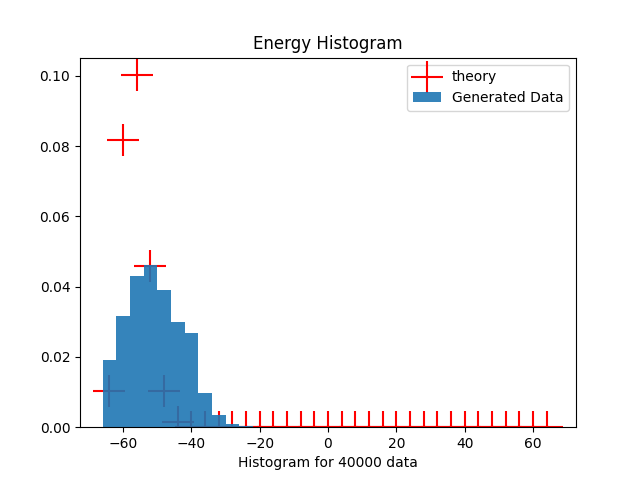 Energy Histogram
theory
Generated Data
0.10
0.08
0.06
0.04
0.02
0.00
−60 −40 −20 0 20 40 60
Histogram for 40000 data